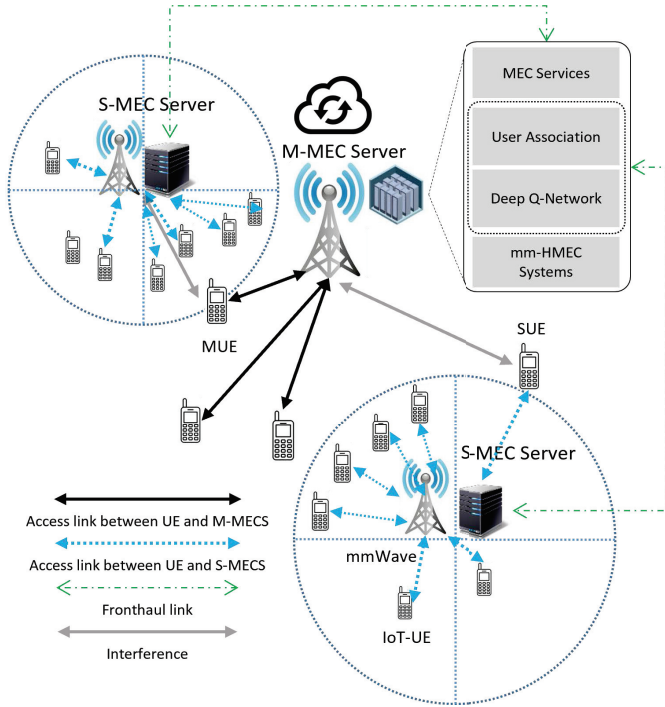 MEC Services
S-MEC Server
M-MEC Server
User Association
Deep Q-Network
mm-HMEC
Systems
MUE
SUE
S-MEC Server
Access link between UE and M-MECS
mmWave
Access link between UE and S-MECS
Fronthaul link
IoT-UE
Interference